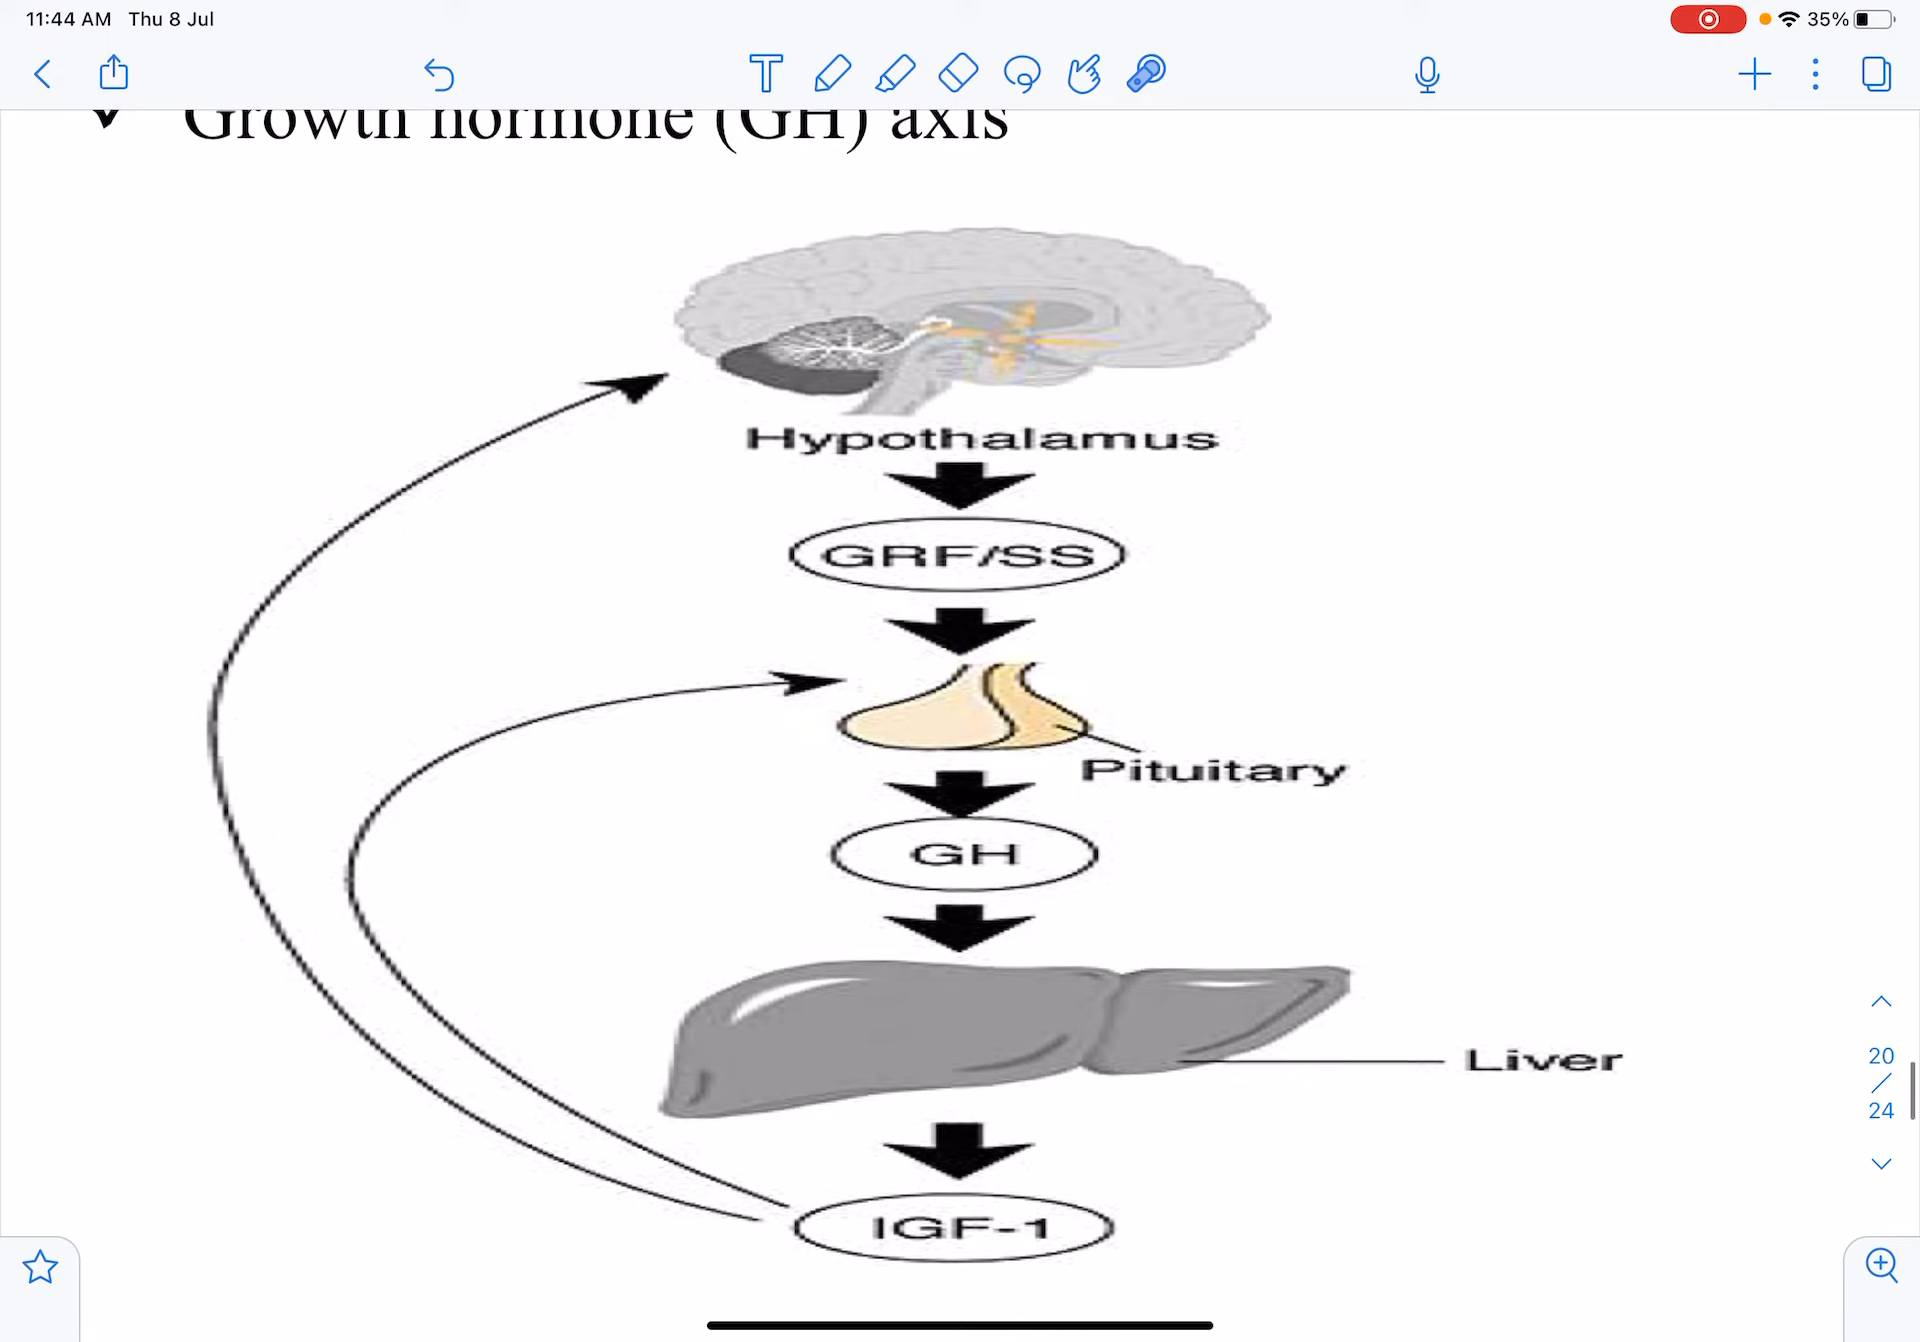 11:44 AM Thu 8 Jul
35%
Growth hormone (GH) axis
Hypothalamus
GRF/SS
Pituitary
GH
Liver
20
/
24
IGF-1